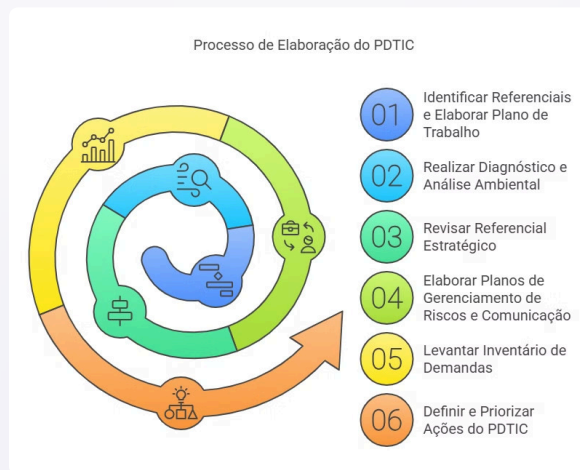 Processo de Elaboração do PDTIC
01
Identificar Referenciais
e Elaborar Plano de
Trabalho
02
Realizar Diagnóstico e
Análise Ambiental
03
Revisar Referencial
Estratégico
04
Elaborar Planos de
Gerenciamento de
Riscos e Comunicação
05
Levantar Inventário de
Demandas
06
Definir e Priorizar
Ações do PDTIC